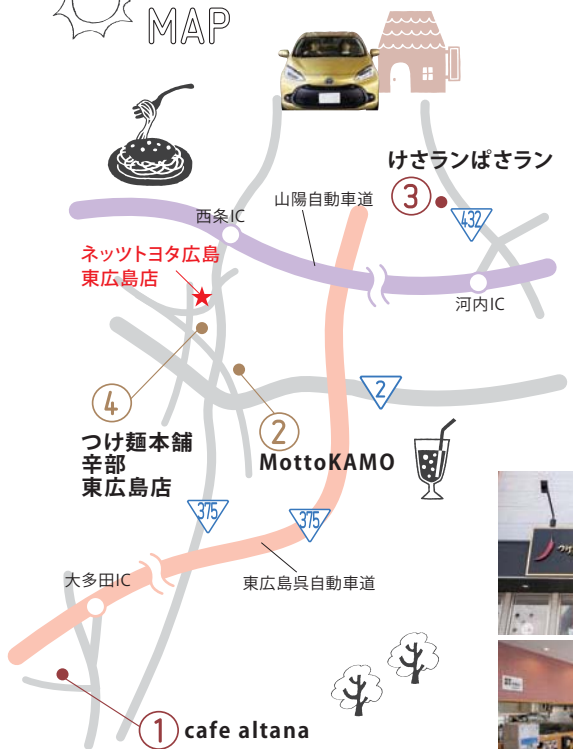 MAP
けさランぱさラン
③
432
山陽自動車道
西条IC
ネッツトヨタ広島
東広島店
河内IC
2
④
つけ麺本舗
辛部
東広島店
②
MottoKAMO
375
375
大多田IC
東広島呉自動車道
① cafe altana